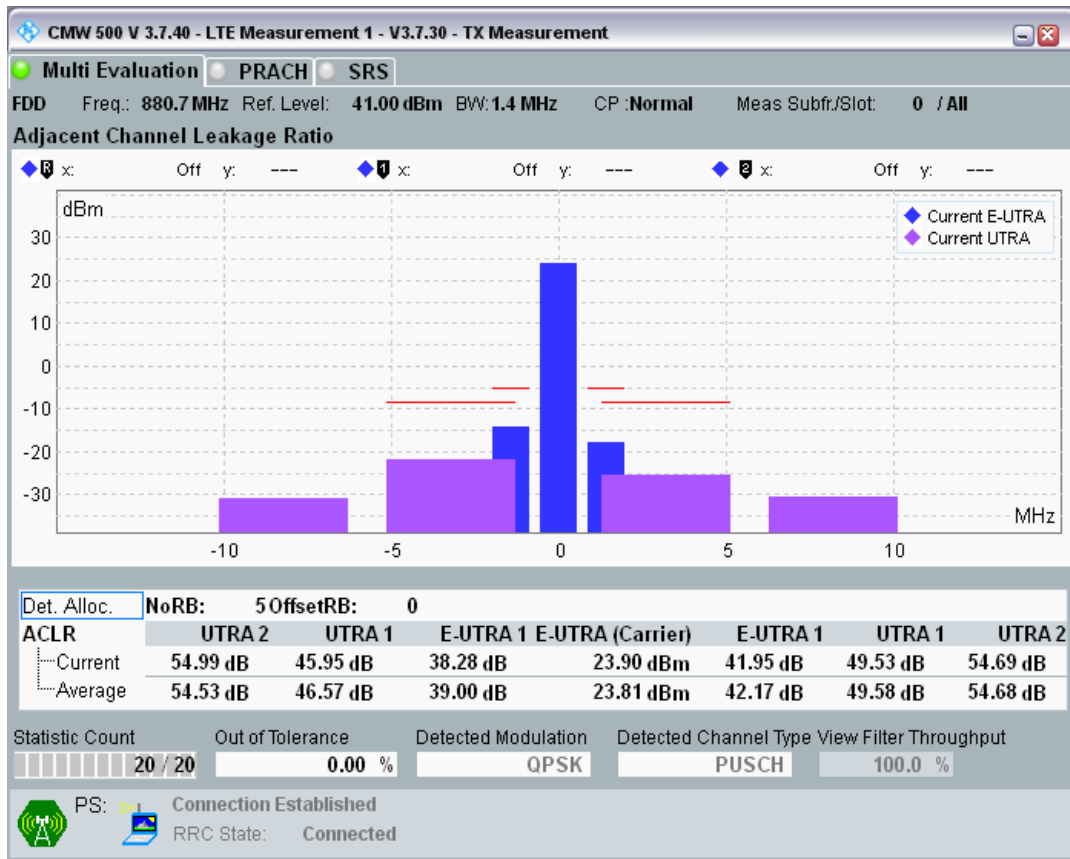 CMW 500 V 3.7.40 - LTE Measurement 1 - V3.7.30 - TX Measurement
Multi Evaluation PRACH SRS
FDD Freq.: 880.7 MHz Ref. Level: 41.00 dBm BW: 1.4 MHz CP :Normal Meas Subfr./Slot: 0 / All
Adjacent Channel Leakage Ratio
R x: Off y: --- 1 x: Off y: --- 2 x: Off y: ---
dBm
Current E-UTRA
Current UTRA
30
20
10
0
-10
-20
-30
MHz
-10 -5 0 5 10
Det. Alloc. NoRB: 5 OffsetRB: 0
ACLR UTRA 2 UTRA 1 E-UTRA 1 E-UTRA (Carrier) E-UTRA 1 UTRA 1 UTRA 2
Current 54.99 dB 45.95 dB 38.28 dB 23.90 dBm 41.95 dB 49.53 dB 54.69 dB
Average 54.53 dB 46.57 dB 39.00 dB 23.81 dBm 42.17 dB 49.58 dB 54.68 dB
Statistic Count Out of Tolerance Detected Modulation Detected Channel Type View Filter Throughput
20 / 20 0.00 % QPSK PUSCH 100.0 %
PS: Connection Established
RRC State: Connected